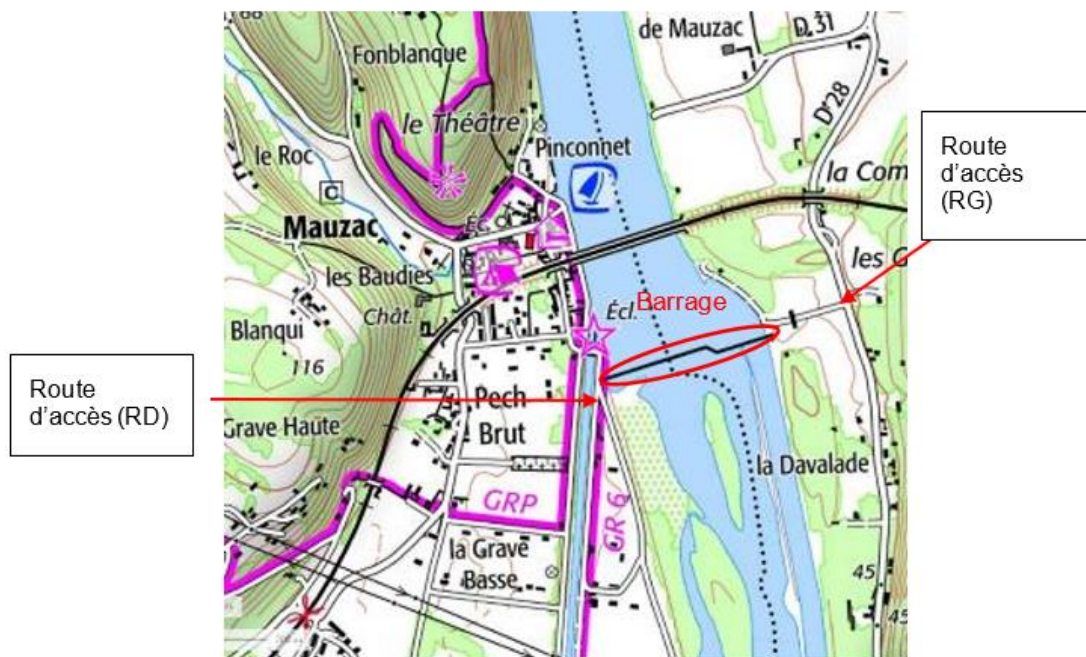 de Mauzac
D.31
Fonblanque
D^e28
le Théâtre
Pinconnet
Route
d'accès
(RG)
le Roc
la Com
C
Mauzac
Éc.
les G
les Baudies
Barrage
Écl.
Chât.
Blanqui
116
Route
d'accès (RD)
Pech
Brut
Grave Haute
la Davalade
GRP
GR 6
la Grave
Basse
45
45